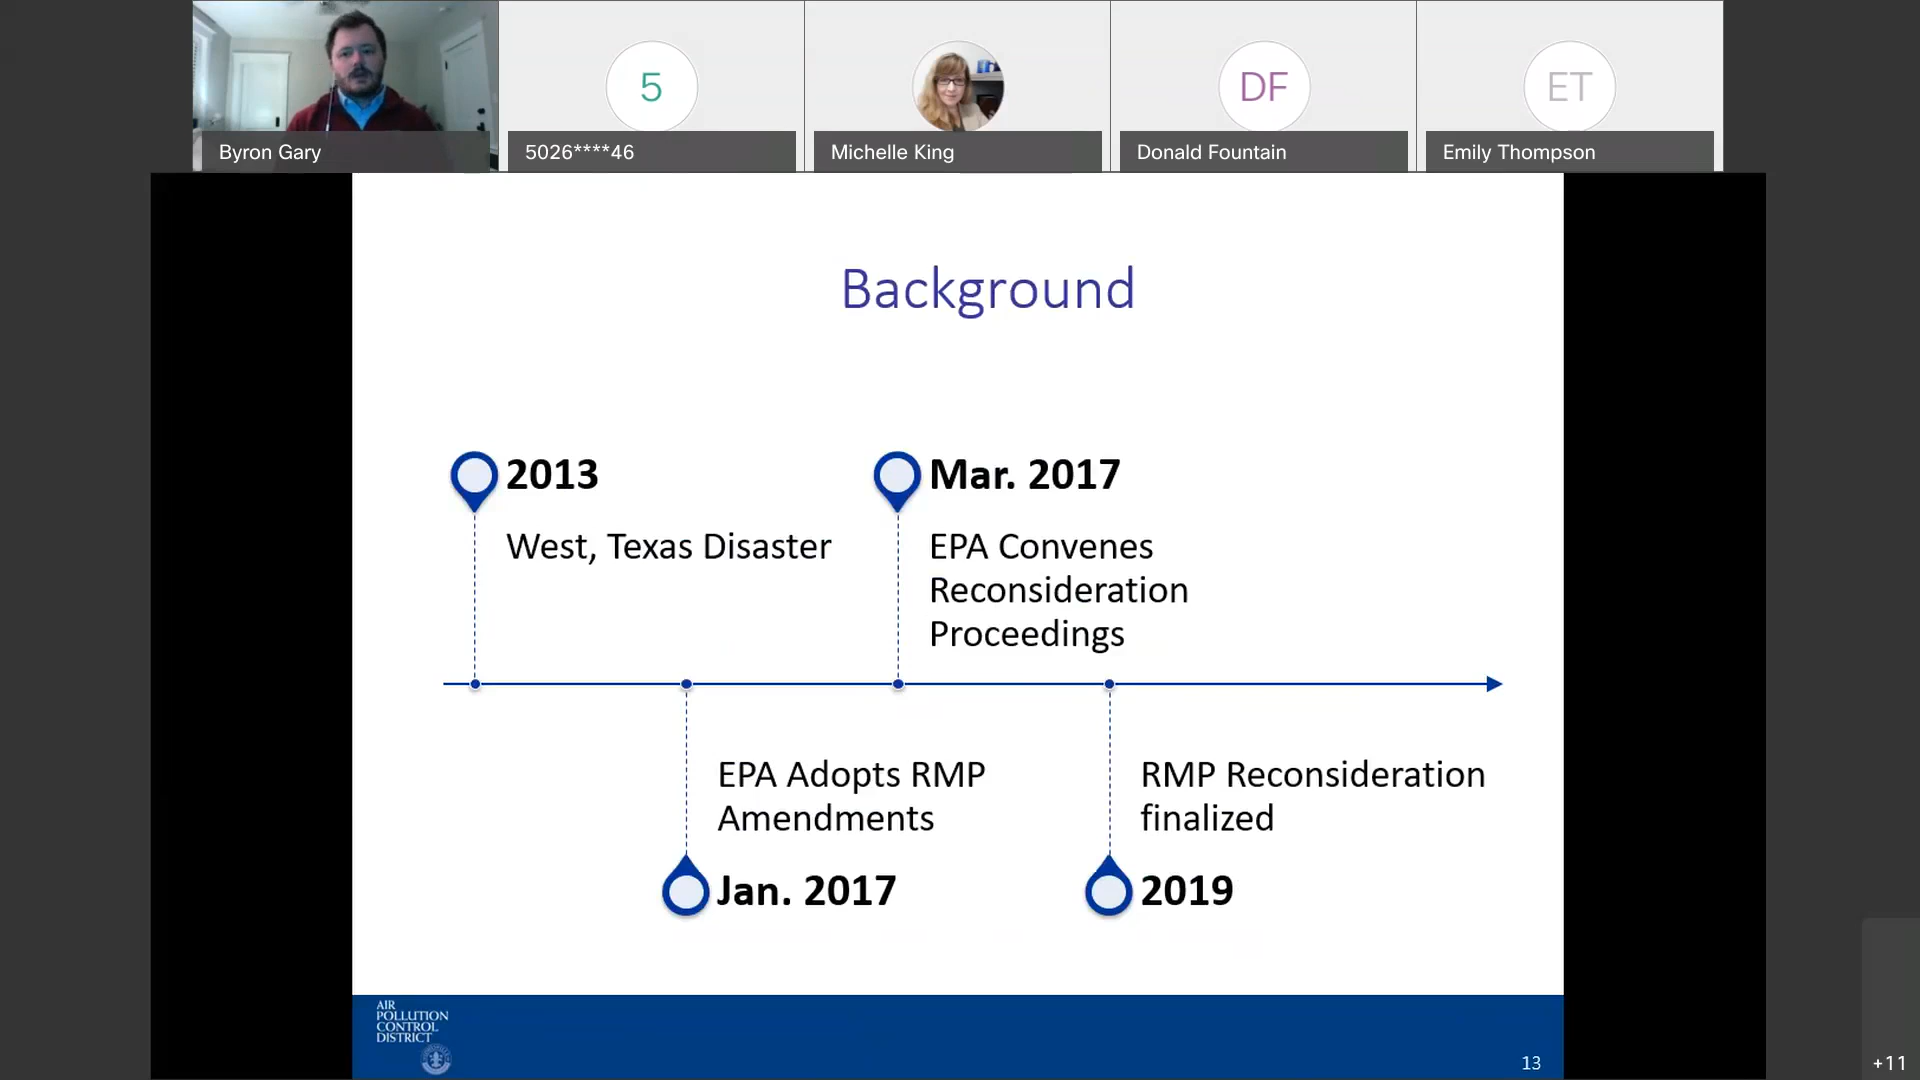 5
DF
ET
Byron Gary
5026****46
Michelle King
Donald Fountain
Emily Thompson
Background
2013
West, Texas Disaster
Mar. 2017
EPA Convenes
Reconsideration
Proceedings
EPA Adopts RMP
Amendments
Jan. 2017
RMP Reconsideration
finalized
2019
AIR
POLLUTION
CONTROL
DISTRICT
13
+11